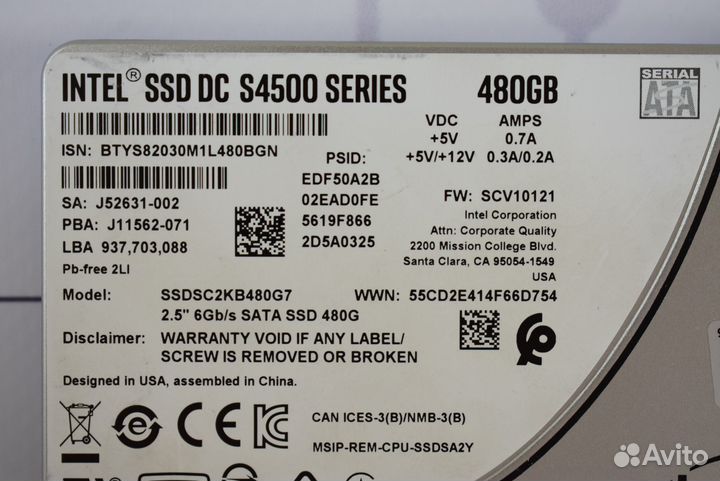 INTEL® SSD DC S4500 SERIES 480GB
SERIAL
ATA
VDC AMPS
+5V 0.7A
+5V/+12V 0.3A/0.2A
ISN: BTYS82030M1L480BGN
PSID:
EDF50A2B
02EAD0FE
5619F866
2D5A0325
SA: J52631-002
PBA: J11562-071
LBA 937,703,088
Pb-free 2LI
FW: SCV10121
Intel Corporation
Attn: Corporate Quality
2200 Mission College Blvd.
Santa Clara, CA 95054-1549
USA
Model: SSDSC2KB480G7 WWN: 55CD2E414F66D754
2.5" 6Gb/s SATA SSD 480G
Disclaimer: WARRANTY VOID IF ANY LABEL/
SCREW IS REMOVED OR BROKEN
Designed in USA, assembled in China.
CAN ICES-3(B)/NMB-3(B)
MSIP-REM-CPU-SSDSA2Y
Avito